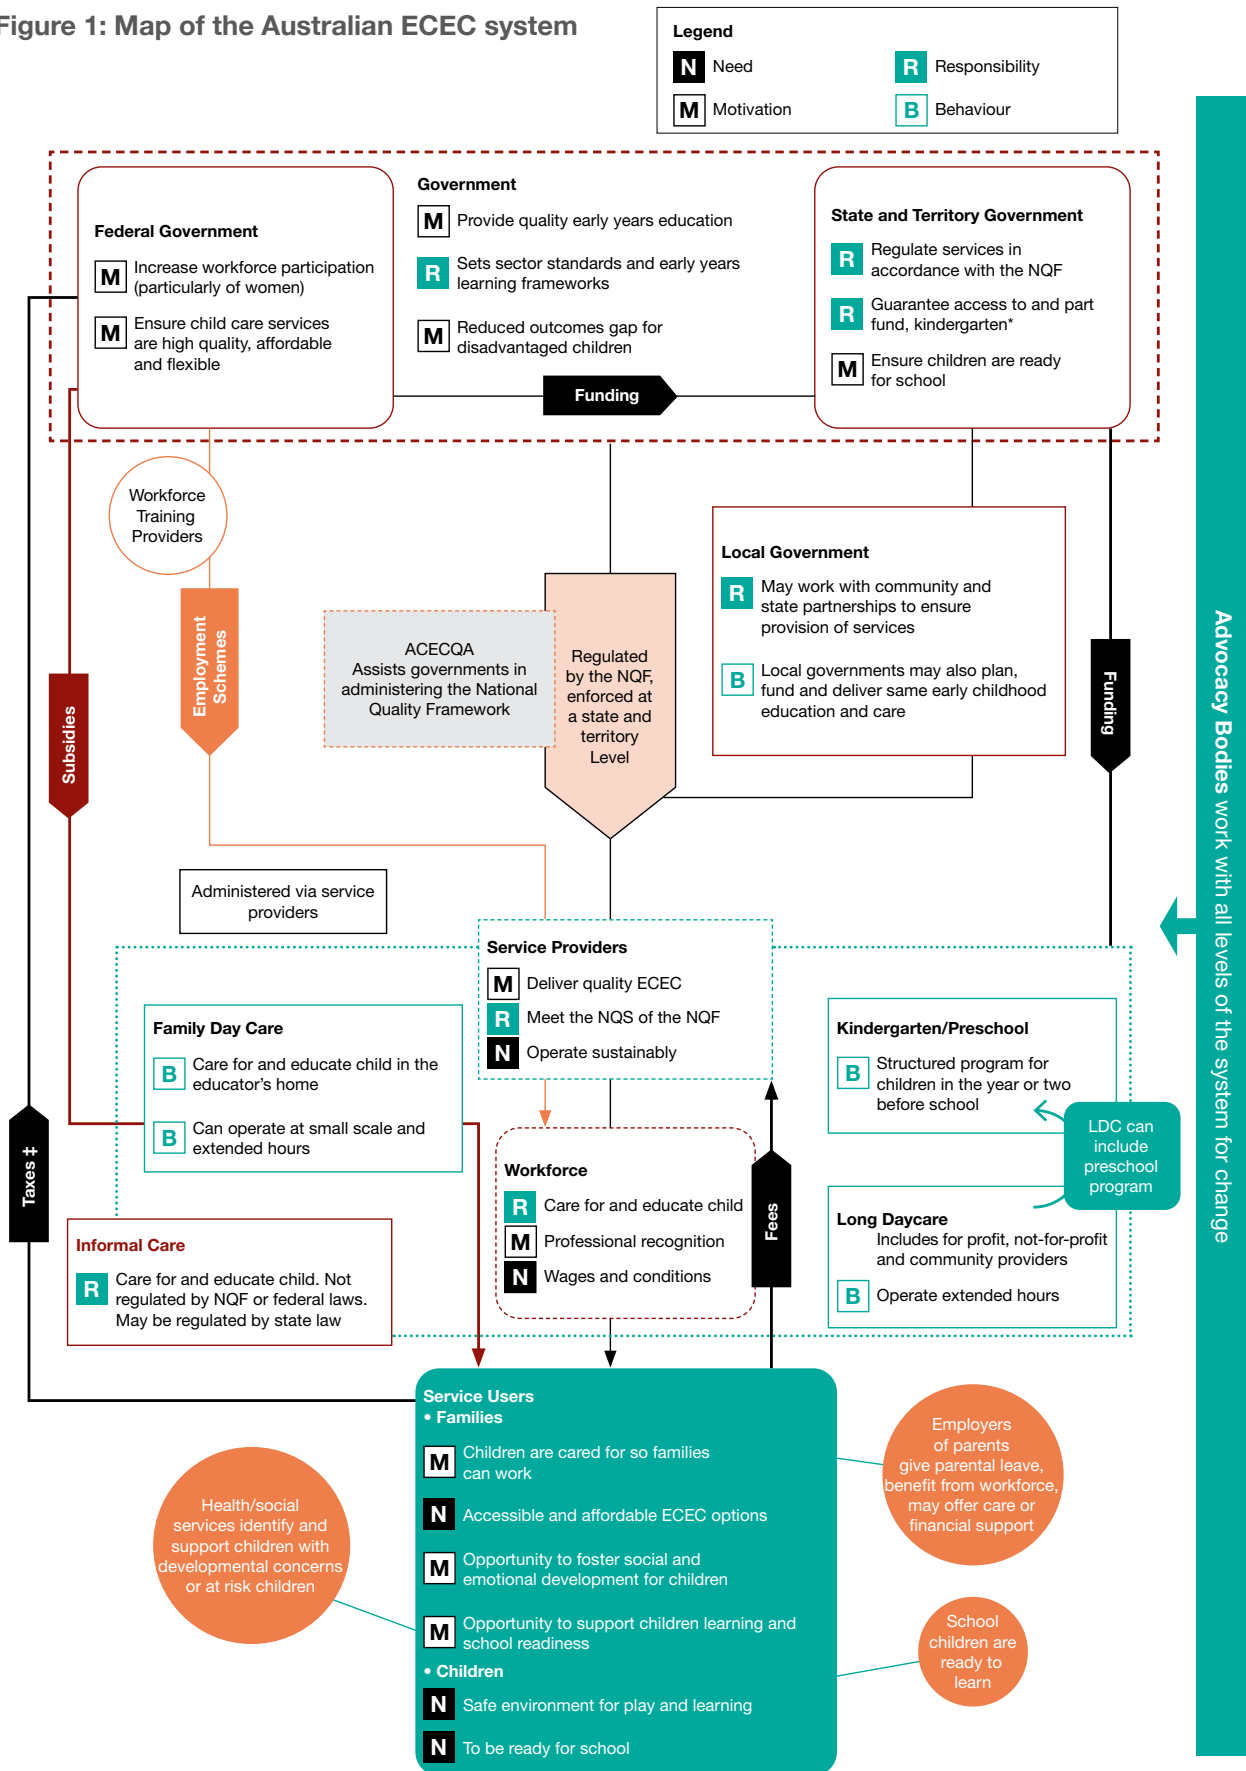 Figure 1: Map of the Australian ECEC system
Legend
N Need
R Responsibility
M Motivation
B Behaviour
Federal Government
M Increase workforce participation
(particularly of women)
M Ensure child care services
are high quality, affordable
and flexible
Government
M Provide quality early years education
R Sets sector standards and early years
learning frameworks
M Reduced outcomes gap for
disadvantaged children
State and Territory Government
R Regulate services in
accordance with the NQF
R Guarantee access to and part
fund, kindergarten*
M Ensure children are ready
for school
Funding
Workforce
Training
Providers
Employment
Schemes
Subsidies
ACECQA
Assists governments in
administering the National
Quality Framework
Regulated
by the NQF,
enforced at
a state and
territory
Level
Local Government
R May work with community and
state partnerships to ensure
provision of services
B Local governments may also plan,
fund and deliver same early childhood
education and care
Funding
Advocacy Bodies work with all levels of the system for change
Administered via service
providers
Service Providers
M Deliver quality ECEC
R Meet the NQS of the NQF
N Operate sustainably
Family Day Care
B Care for and educate child in the
educator's home
B Can operate at small scale and
extended hours
Kindergarten/Preschool
B Structured program for
children in the year or two
before school
LDC can
include
preschool
program
Taxes ‡
Workforce
R Care for and educate child
M Professional recognition
N Wages and conditions
Fees
Long Daycare
Includes for profit, not-for-profit
and community providers
B Operate extended hours
Informal Care
R Care for and educate child. Not
regulated by NQF or federal laws.
May be regulated by state law
Service Users
• Families
M Children are cared for so families
can work
N Accessible and affordable ECEC options
M Opportunity to foster social and
emotional development for children
M Opportunity to support children learning and
school readiness
• Children
N Safe environment for play and learning
N To be ready for school
Employers
of parents
give parental leave,
benefit from workforce,
may offer care or
financial support
Health/social
services identify and
support children with
developmental concerns
or at risk children
School
children are
ready to
learn